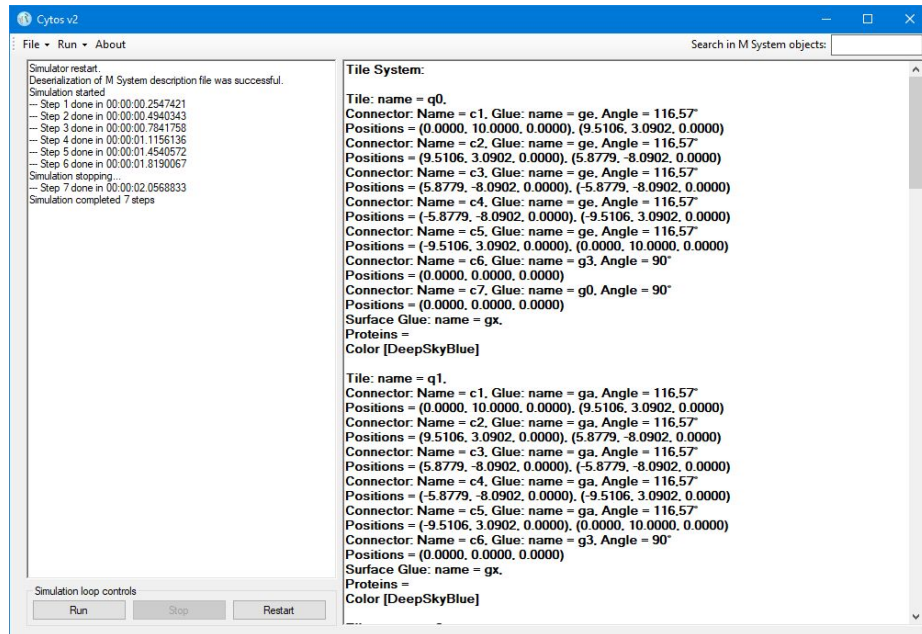 Cytos v2
File Run About
Search in M System objects:
Simulator restart.
Deserialization of M System description file was successful.
Simulation started
--- Step 1 done in 00:00:00.2547421
--- Step 2 done in 00:00:00.4940343
--- Step 3 done in 00:00:00.7841758
--- Step 4 done in 00:00:01.1156136
--- Step 5 done in 00:00:01.4540572
--- Step 6 done in 00:00:01.8190067
Simulation stopping...
--- Step 7 done in 00:00:02.0568833
Simulation completed 7 steps
Simulation loop controls
Run
Stop
Restart
Tile System:
Tile: name = q0,
Connector: Name = c1, Glue: name = ge, Angle = 116,57°
Positions = (0.0000, 10.0000, 0.0000), (9.5106, 3.0902, 0.0000)
Connector: Name = c2, Glue: name = ge, Angle = 116,57°
Positions = (9.5106, 3.0902, 0.0000), (5.8779, -8.0902, 0.0000)
Connector: Name = c3, Glue: name = ge, Angle = 116,57°
Positions = (5.8779, -8.0902, 0.0000), (-5.8779, -8.0902, 0.0000)
Connector: Name = c4, Glue: name = ge, Angle = 116,57°
Positions = (-5.8779, -8.0902, 0.0000), (-9.5106, 3.0902, 0.0000)
Connector: Name = c5, Glue: name = ge, Angle = 116,57°
Positions = (-9.5106, 3.0902, 0.0000), (0.0000, 10.0000, 0.0000)
Connector: Name = c6, Glue: name = g3, Angle = 90°
Positions = (0.0000, 0.0000, 0.0000)
Connector: Name = c7, Glue: name = g0, Angle = 90°
Positions = (0.0000, 0.0000, 0.0000)
Surface Glue: name = gx,
Proteins =
Color [DeepSkyBlue]
Tile: name = q1,
Connector: Name = c1, Glue: name = ga, Angle = 116,57°
Positions = (0.0000, 10.0000, 0.0000), (9.5106, 3.0902, 0.0000)
Connector: Name = c2, Glue: name = ga, Angle = 116,57°
Positions = (9.5106, 3.0902, 0.0000), (5.8779, -8.0902, 0.0000)
Connector: Name = c3, Glue: name = ga, Angle = 116,57°
Positions = (5.8779, -8.0902, 0.0000), (-5.8779, -8.0902, 0.0000)
Connector: Name = c4, Glue: name = ga, Angle = 116,57°
Positions = (-5.8779, -8.0902, 0.0000), (-9.5106, 3.0902, 0.0000)
Connector: Name = c5, Glue: name = ga, Angle = 116,57°
Positions = (-9.5106, 3.0902, 0.0000), (0.0000, 10.0000, 0.0000)
Connector: Name = c6, Glue: name = g3, Angle = 90°
Positions = (0.0000, 0.0000, 0.0000)
Surface Glue: name = gx,
Proteins =
Color [DeepSkyBlue]